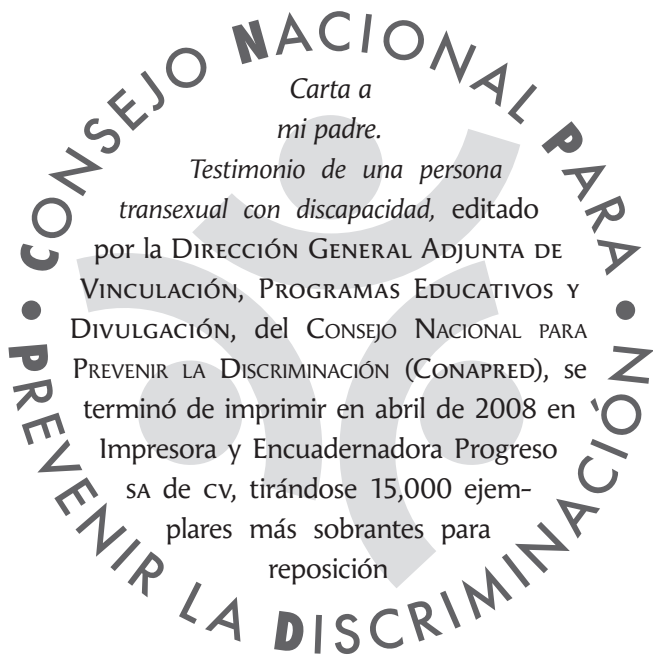 CONSEJO NACIONAL PARA
PREVENIR LA DISCRIMINACIÓN
Carta a
mi padre.
Testimonio de una persona
transexual con discapacidad, editado
por la DIRECCIÓN GENERAL ADJUNTA DE
VINCULACIÓN, PROGRAMAS EDUCATIVOS Y
DIVULGACIÓN, del CONSEJO NACIONAL PARA
PREVENIR LA DISCRIMINACIÓN (CONAPRED), se
terminó de imprimir en abril de 2008 en
Impresora y Encuadernadora Progreso
SA de CV, tirándose 15,000 ejem-
plares más sobrantes para
reposición